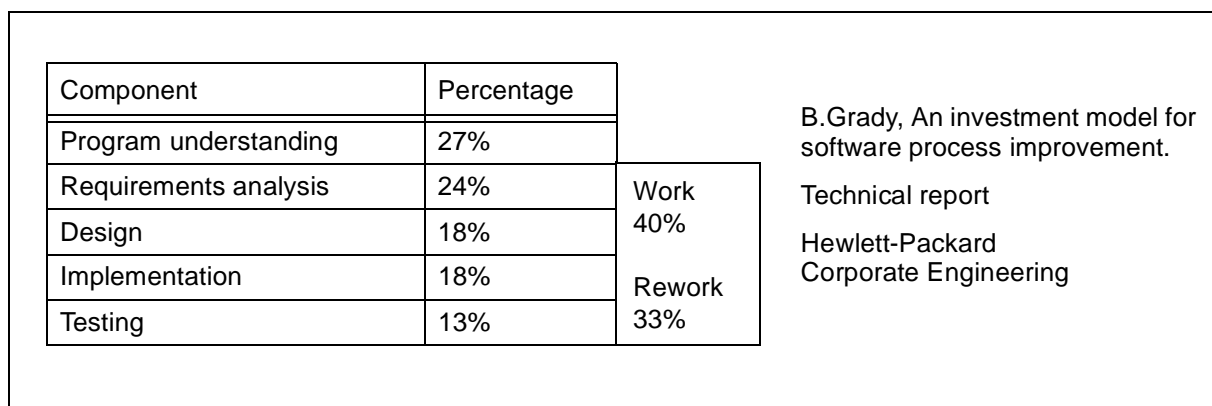 Component Percentage
Program understanding 27%
Requirements analysis 24%
Design 18%
Implementation 18%
Testing 13%
Work
40%
Rework
33%
B.Grady, An investment model for
software process improvement.
Technical report
Hewlett-Packard
Corporate Engineering